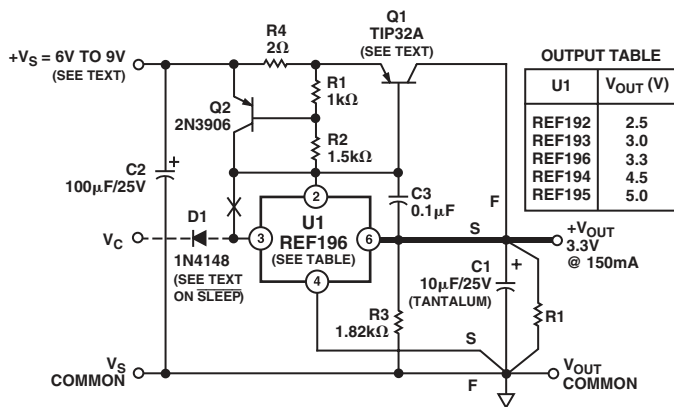 +VS = 6V TO 9V
(SEE TEXT)
R4
2Ω
Q1
TIP32A
(SEE TEXT)
R1
1kΩ
Q2
2N3906
R2
1.5kΩ
C2
100μF/25V
+
C3
0.1μF
F
S
VC
D1
1N4148
(SEE TEXT
ON SLEEP)
2
3
U1
REF196
(SEE TABLE)
6
4
+VOUT
3.3V
@ 150mA
C1
10μF/25V
(TANTALUM)
+
R1
R3
1.82kΩ
S
F
VS
COMMON
VOUT
COMMON
OUTPUT TABLE
U1 VOUT (V)
REF192 2.5
REF193 3.0
REF196 3.3
REF194 4.5
REF195 5.0